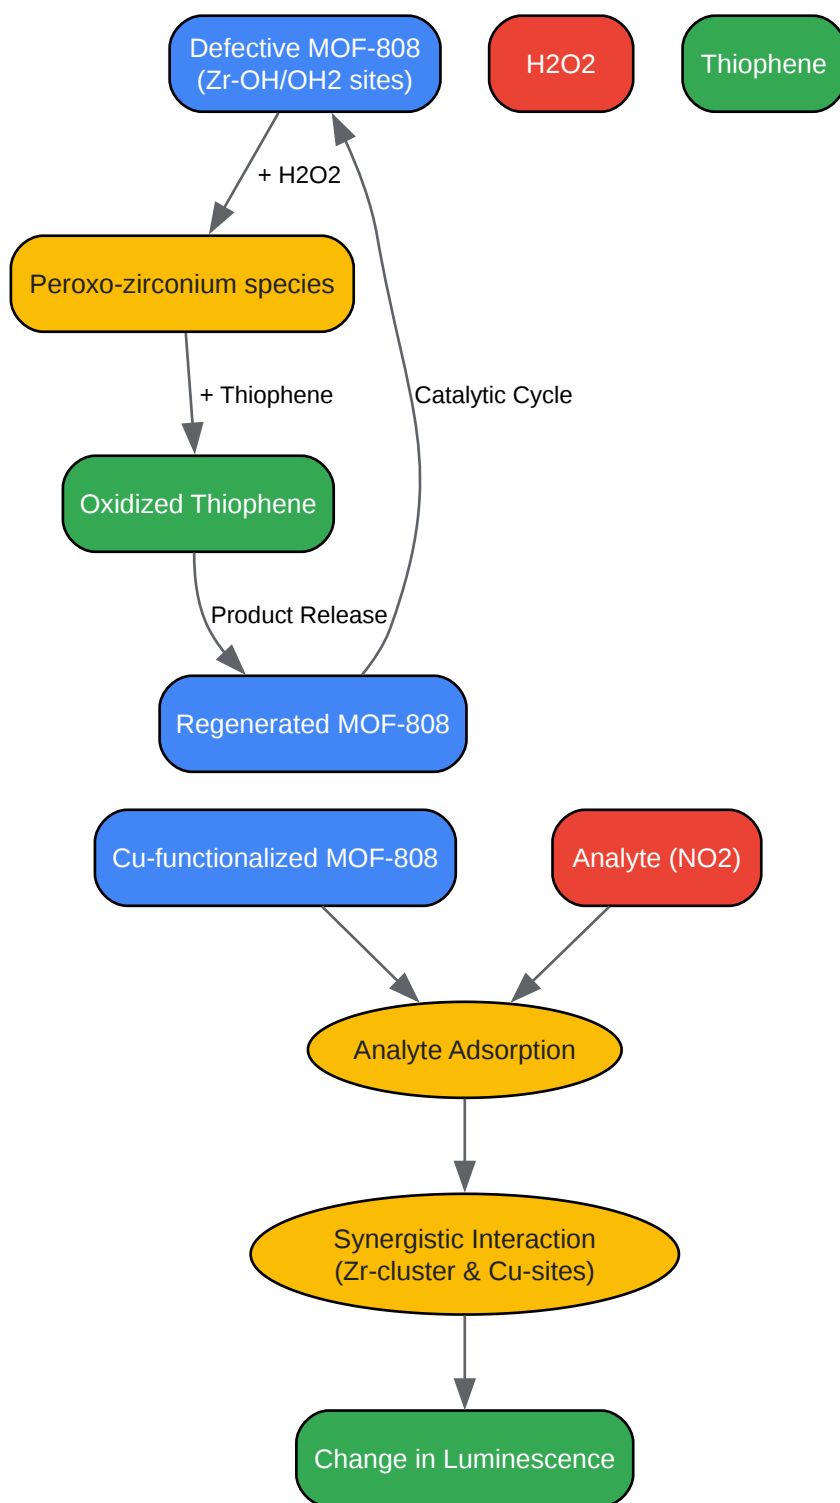 Defective MOF-808
(Zr-OH/OH2 sites)
H2O2
Thiophene
+ H2O2
Peroxo-zirconium species
+ Thiophene
Catalytic Cycle
Oxidized Thiophene
Product Release
Regenerated MOF-808
Cu-functionalized MOF-808
Analyte (NO2)
Analyte Adsorption
Synergistic Interaction
(Zr-cluster & Cu-sites)
Change in Luminescence